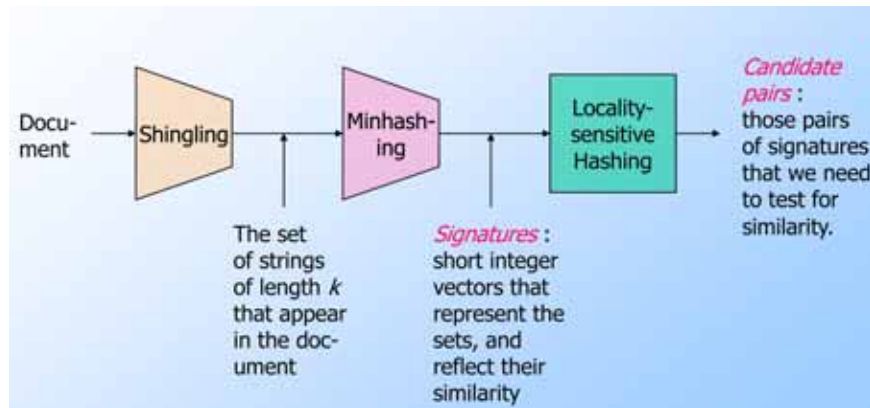 Docu-
ment
Shingling
Minhash-
ing
Locality-
sensitive
Hashing
Candidate
pairs :
those pairs
of signatures
that we need
to test for
similarity.
The set
of strings
of length k
that appear
in the doc-
ument
Signatures :
short integer
vectors that
represent the
sets, and
reflect their
similarity